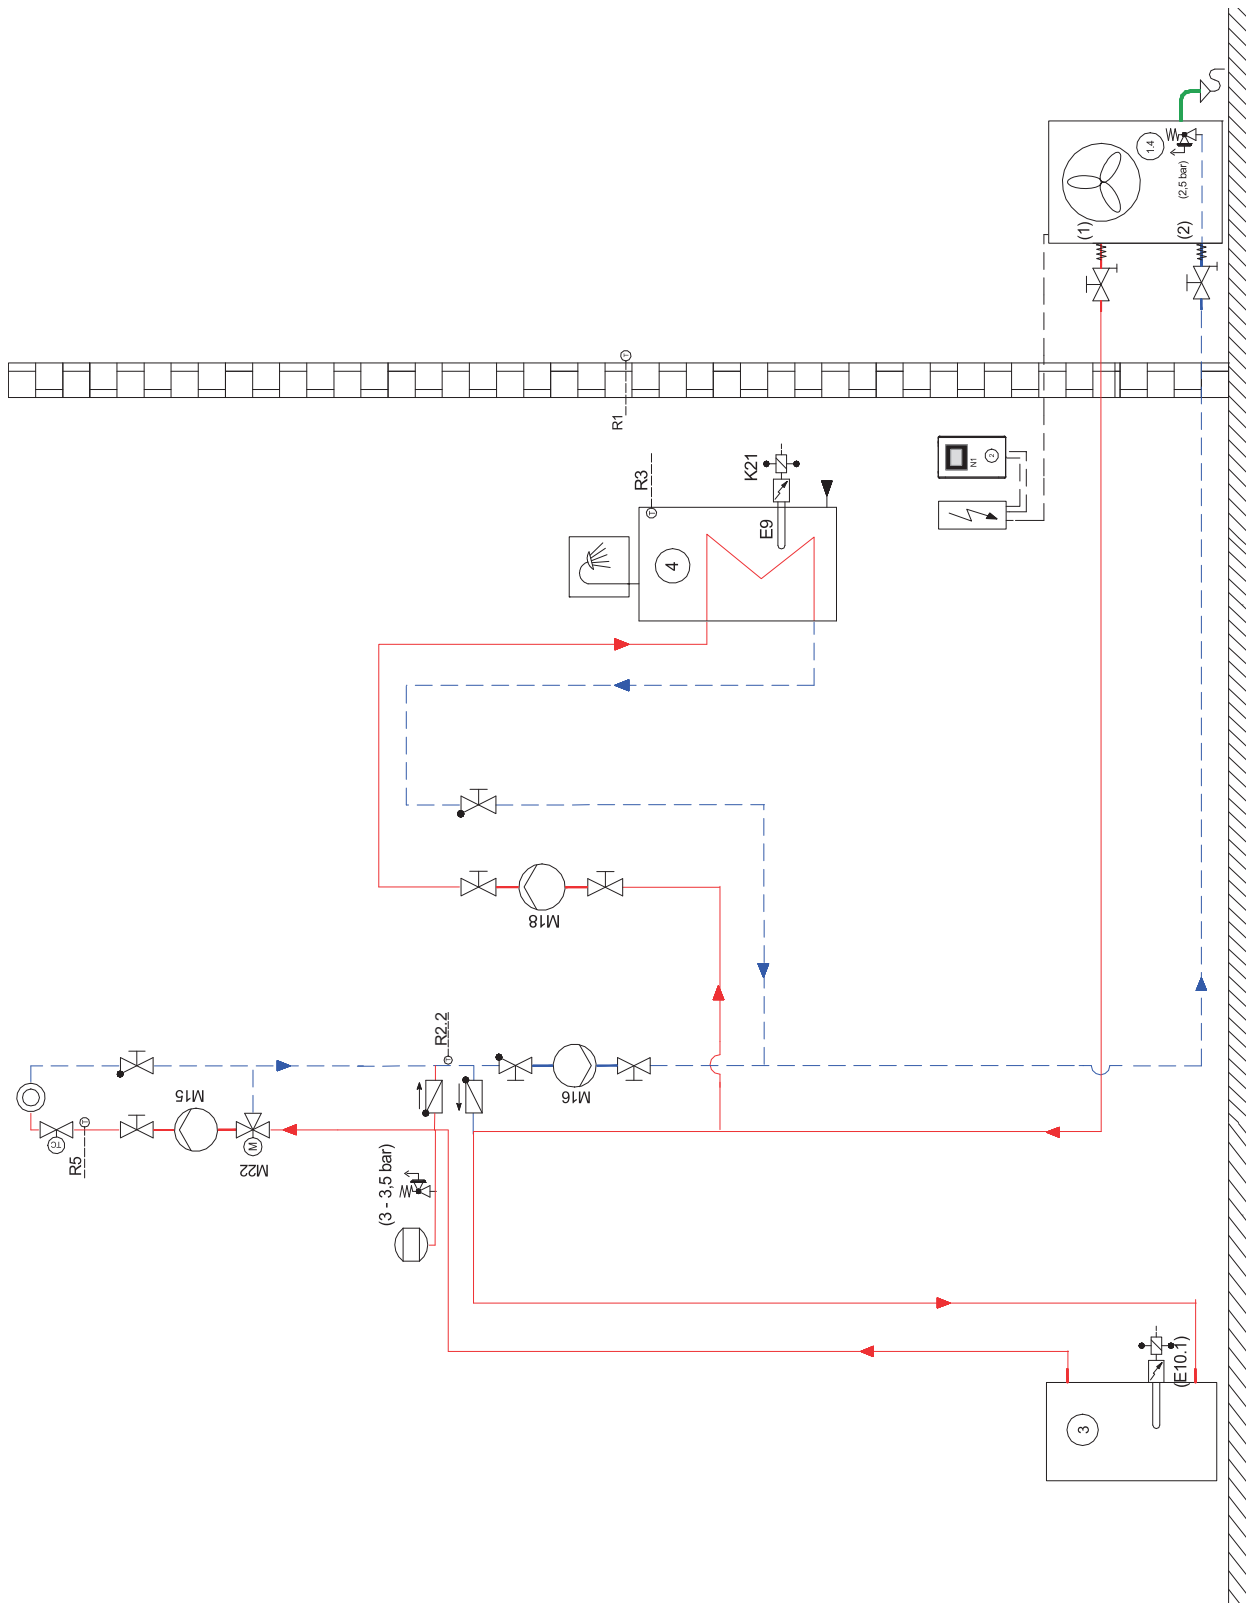 1.4
(2,5 bar)
(1)
(2)
T
R1
R3
T
K21
E9
4
N1
2
M18
R2.2
T
M16
M15
R5
T
M
M22
(3 - 3,5 bar)
3
(E10.1)